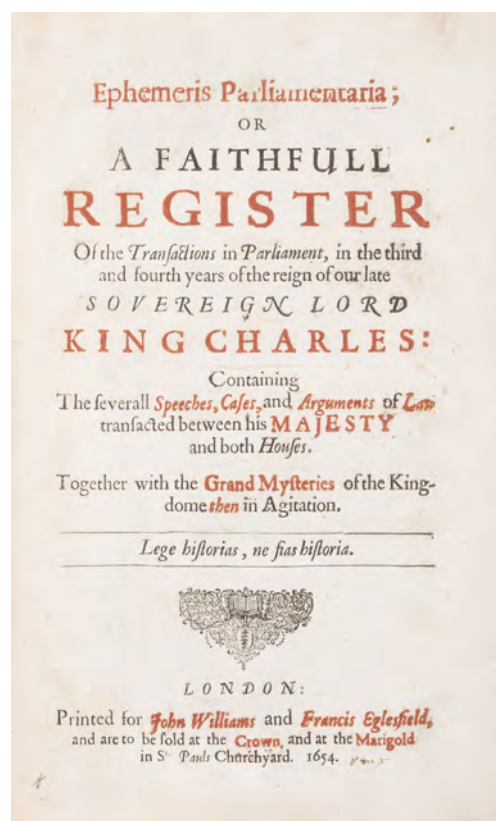 Ephemeris Parliamentaria;
OR
A FAITHFULL
REGISTER
Of the Tranſactions in Parliament, in the third
and fourth years of the reign of our late
SOVEREIGN LORD
KING CHARLES:
Containing
The ſeverall Speeches, Caſes, and Arguments of Law
tranſacted between his MAJESTY
and both Houſes.
Together with the Grand Myſteries of the King-
dome then in Agitation.
Lege hiſtorias, ne fias hiſtoria.
LONDON:
Printed for John Williams and Francis Egleſfield,
and are to be ſold at the Crown, and at the Marigold
in St. Pauls Churchyard. 1654.